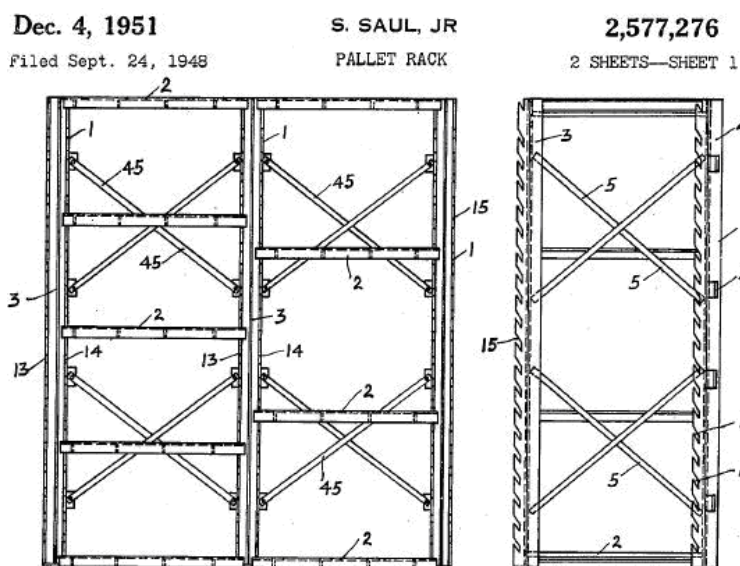 Dec. 4, 1951 S. SAUL, JR 2,577,276
Filed Sept. 24, 1948 PALLET RACK 2 SHEETS—SHEET 1
2
1 1 3
45 45 5
2 15
45 2 1
5
3 2 3
13 14 13 14 15
2
45 5
2 2